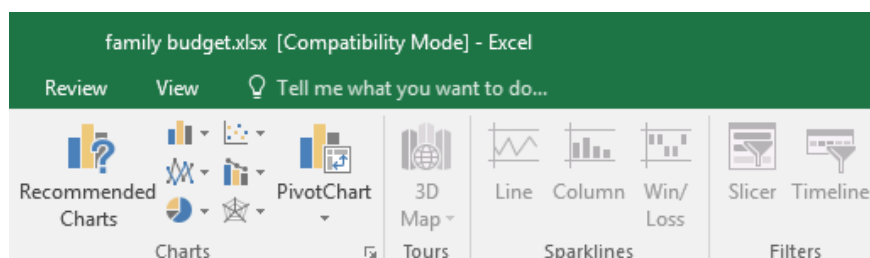 family budget.xlsx [Compatibility Mode] - Excel
Review View Tell me what you want to do...
Recommended Charts
PivotChart
3D Map
Line Column Win/ Loss
Slicer Timeline
Charts Tours Sparklines Filters